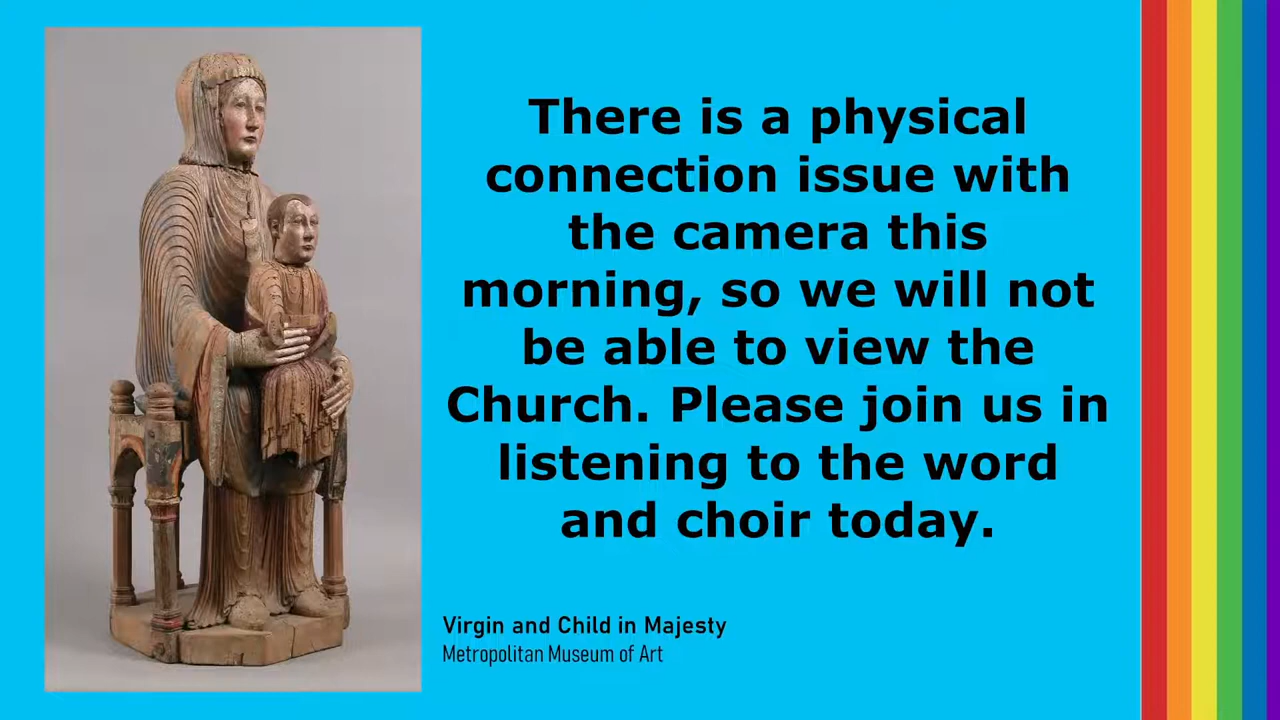 There is a physical
connection issue with
the camera this
morning, so we will not
be able to view the
Church. Please join us in
listening to the word
and choir today.
Virgin and Child in Majesty
Metropolitan Museum of Art